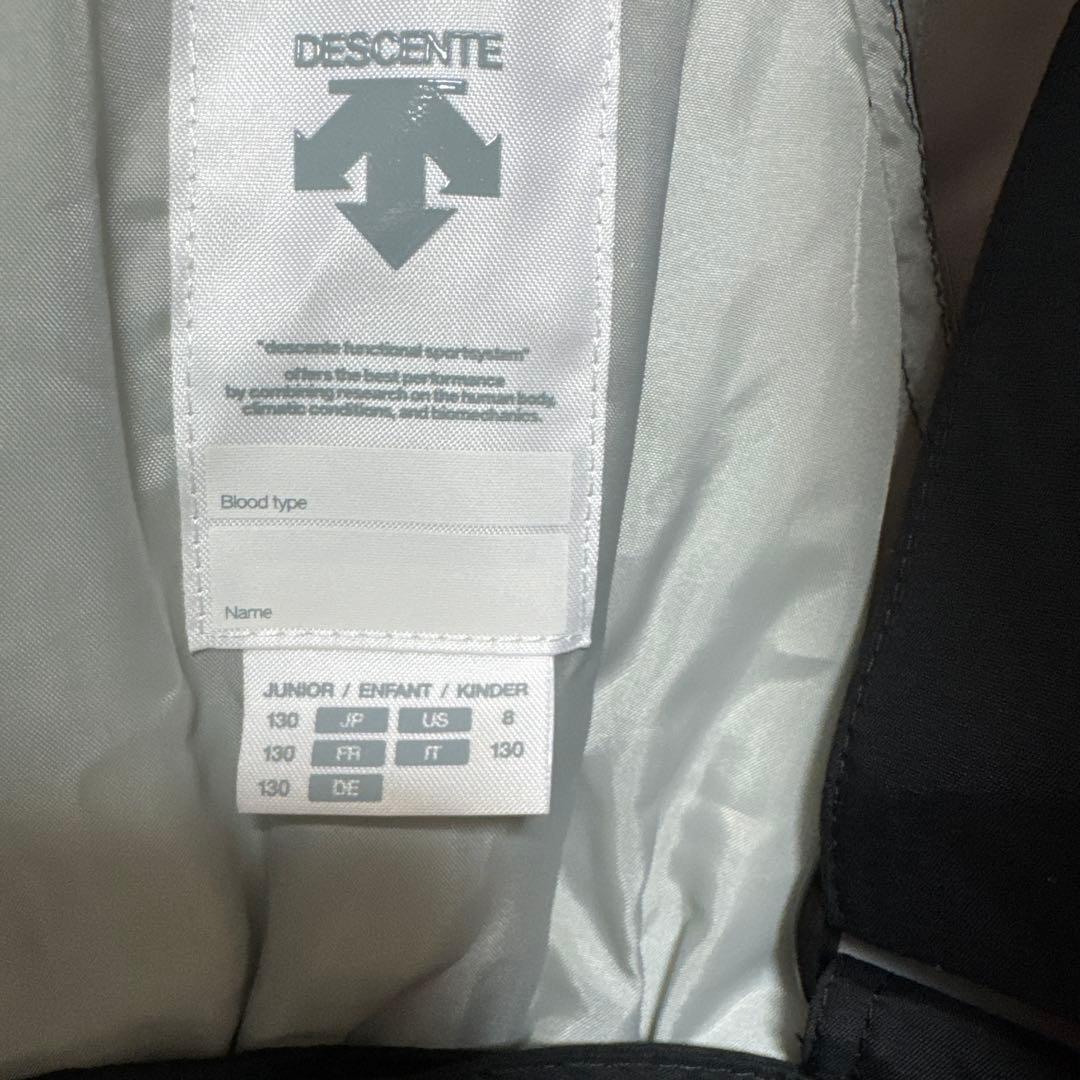 DESCENTE
"descente functional sportsystem"
offers the best performance
by combining research on the human body,
climatic conditions, and biomechanics.
Blood type
Name
JUNIOR / ENFANT / KINDER
130 JP US 8
130 FR IT 130
130 DE